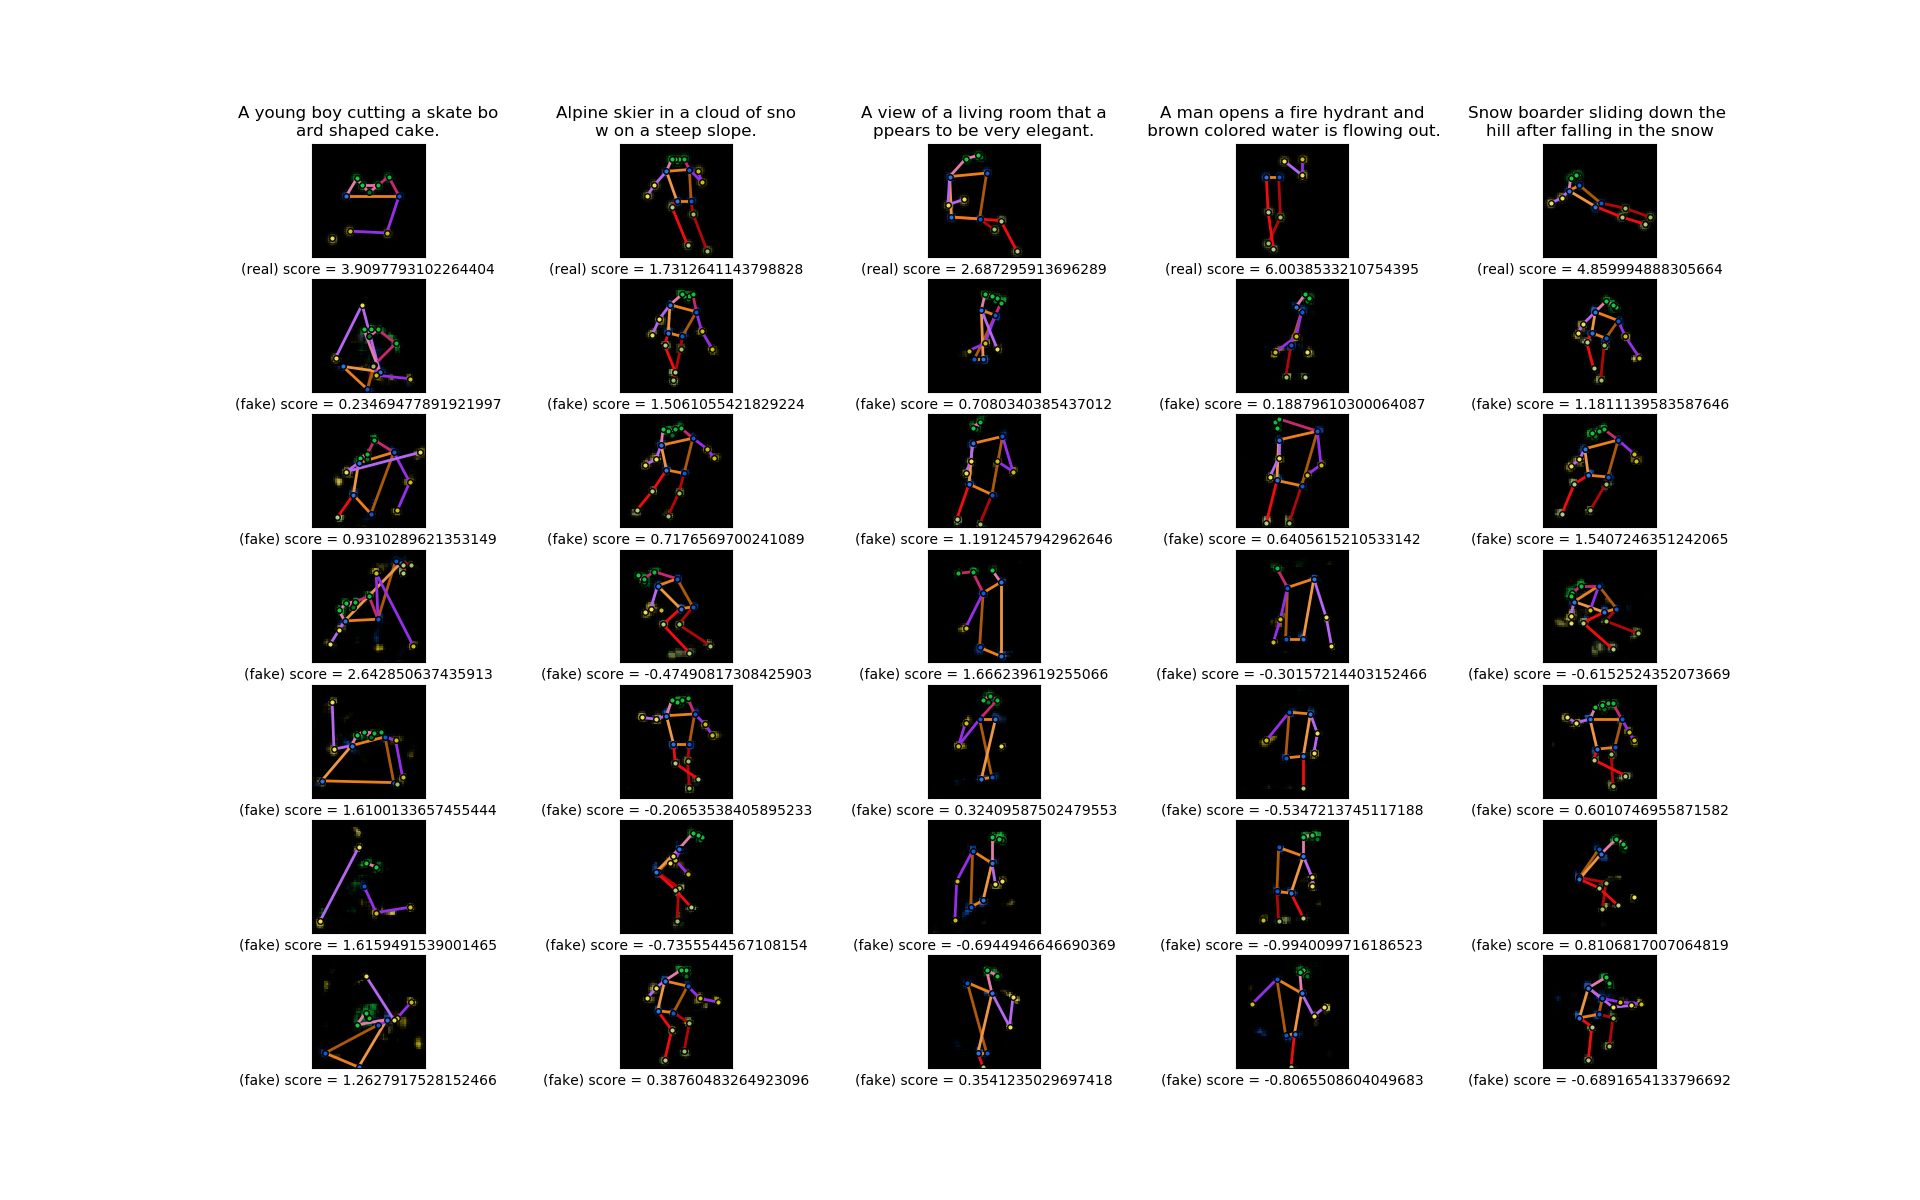 A young boy cutting a skate bo
ard shaped cake.
Alpine skier in a cloud of sno
w on a steep slope.
A view of a living room that a
ppears to be very elegant.
A man opens a fire hydrant and
brown colored water is flowing out.
Snow boarder sliding down the
hill after falling in the snow
(real) score = 3.9097793102264404
(real) score = 1.7312641143798828
(real) score = 2.687295913696289
(real) score = 6.0038533210754395
(real) score = 4.859994888305664
(fake) score = 0.23469477891921997
(fake) score = 1.5061055421829224
(fake) score = 0.7080340385437012
(fake) score = 0.18879610300064087
(fake) score = 1.1811139583587646
(fake) score = 0.9310289621353149
(fake) score = 0.7176569700241089
(fake) score = 1.1912457942962646
(fake) score = 0.6405615210533142
(fake) score = 1.5407246351242065
(fake) score = 2.642850637435913
(fake) score = -0.47490817308425903
(fake) score = 1.666239619255066
(fake) score = -0.30157214403152466
(fake) score = -0.6152524352073669
(fake) score = 1.6100133657455444
(fake) score = -0.20653538405895233
(fake) score = 0.32409587502479553
(fake) score = -0.5347213745117188
(fake) score = 0.6010746955871582
(fake) score = 1.6159491539001465
(fake) score = -0.7355544567108154
(fake) score = -0.6944946646690369
(fake) score = -0.9940099716186523
(fake) score = 0.8106817007064819
(fake) score = 1.2627917528152466
(fake) score = 0.38760483264923096
(fake) score = 0.3541235029697418
(fake) score = -0.8065508604049683
(fake) score = -0.6891654133796692